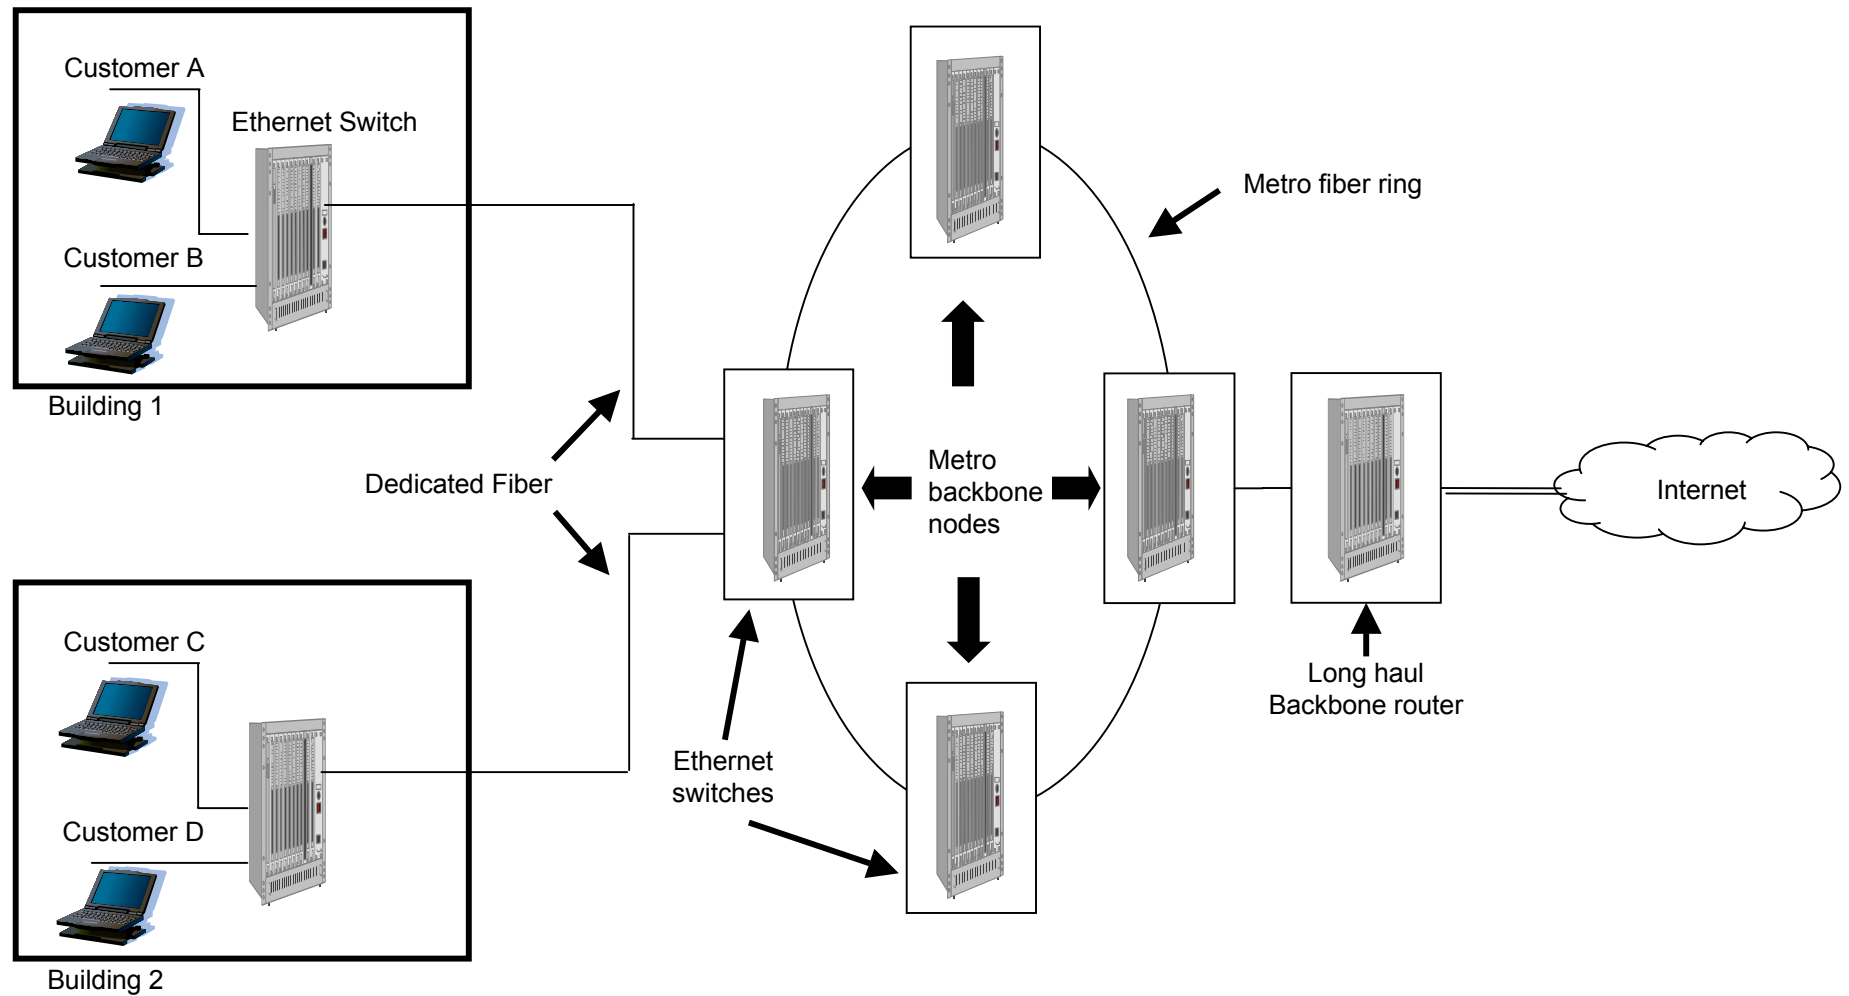 Customer A
Ethernet Switch
Customer B
Building 1
Dedicated Fiber
Metro fiber ring
Metro
backbone
nodes
Internet
Long haul
Backbone router
Ethernet
switches
Customer C
Customer D
Building 2